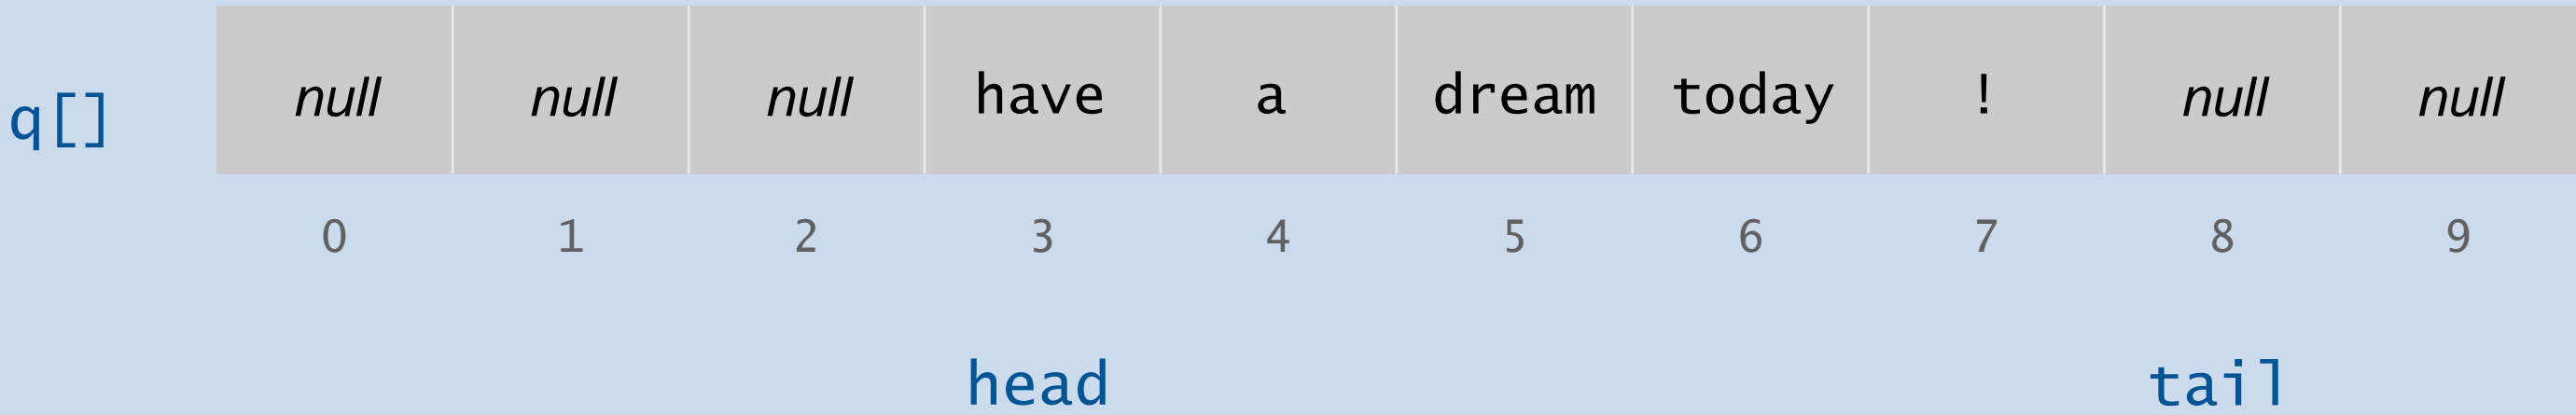 q[] null null null have a dream today ! null null
0 1 2 3 4 5 6 7 8 9
head tail